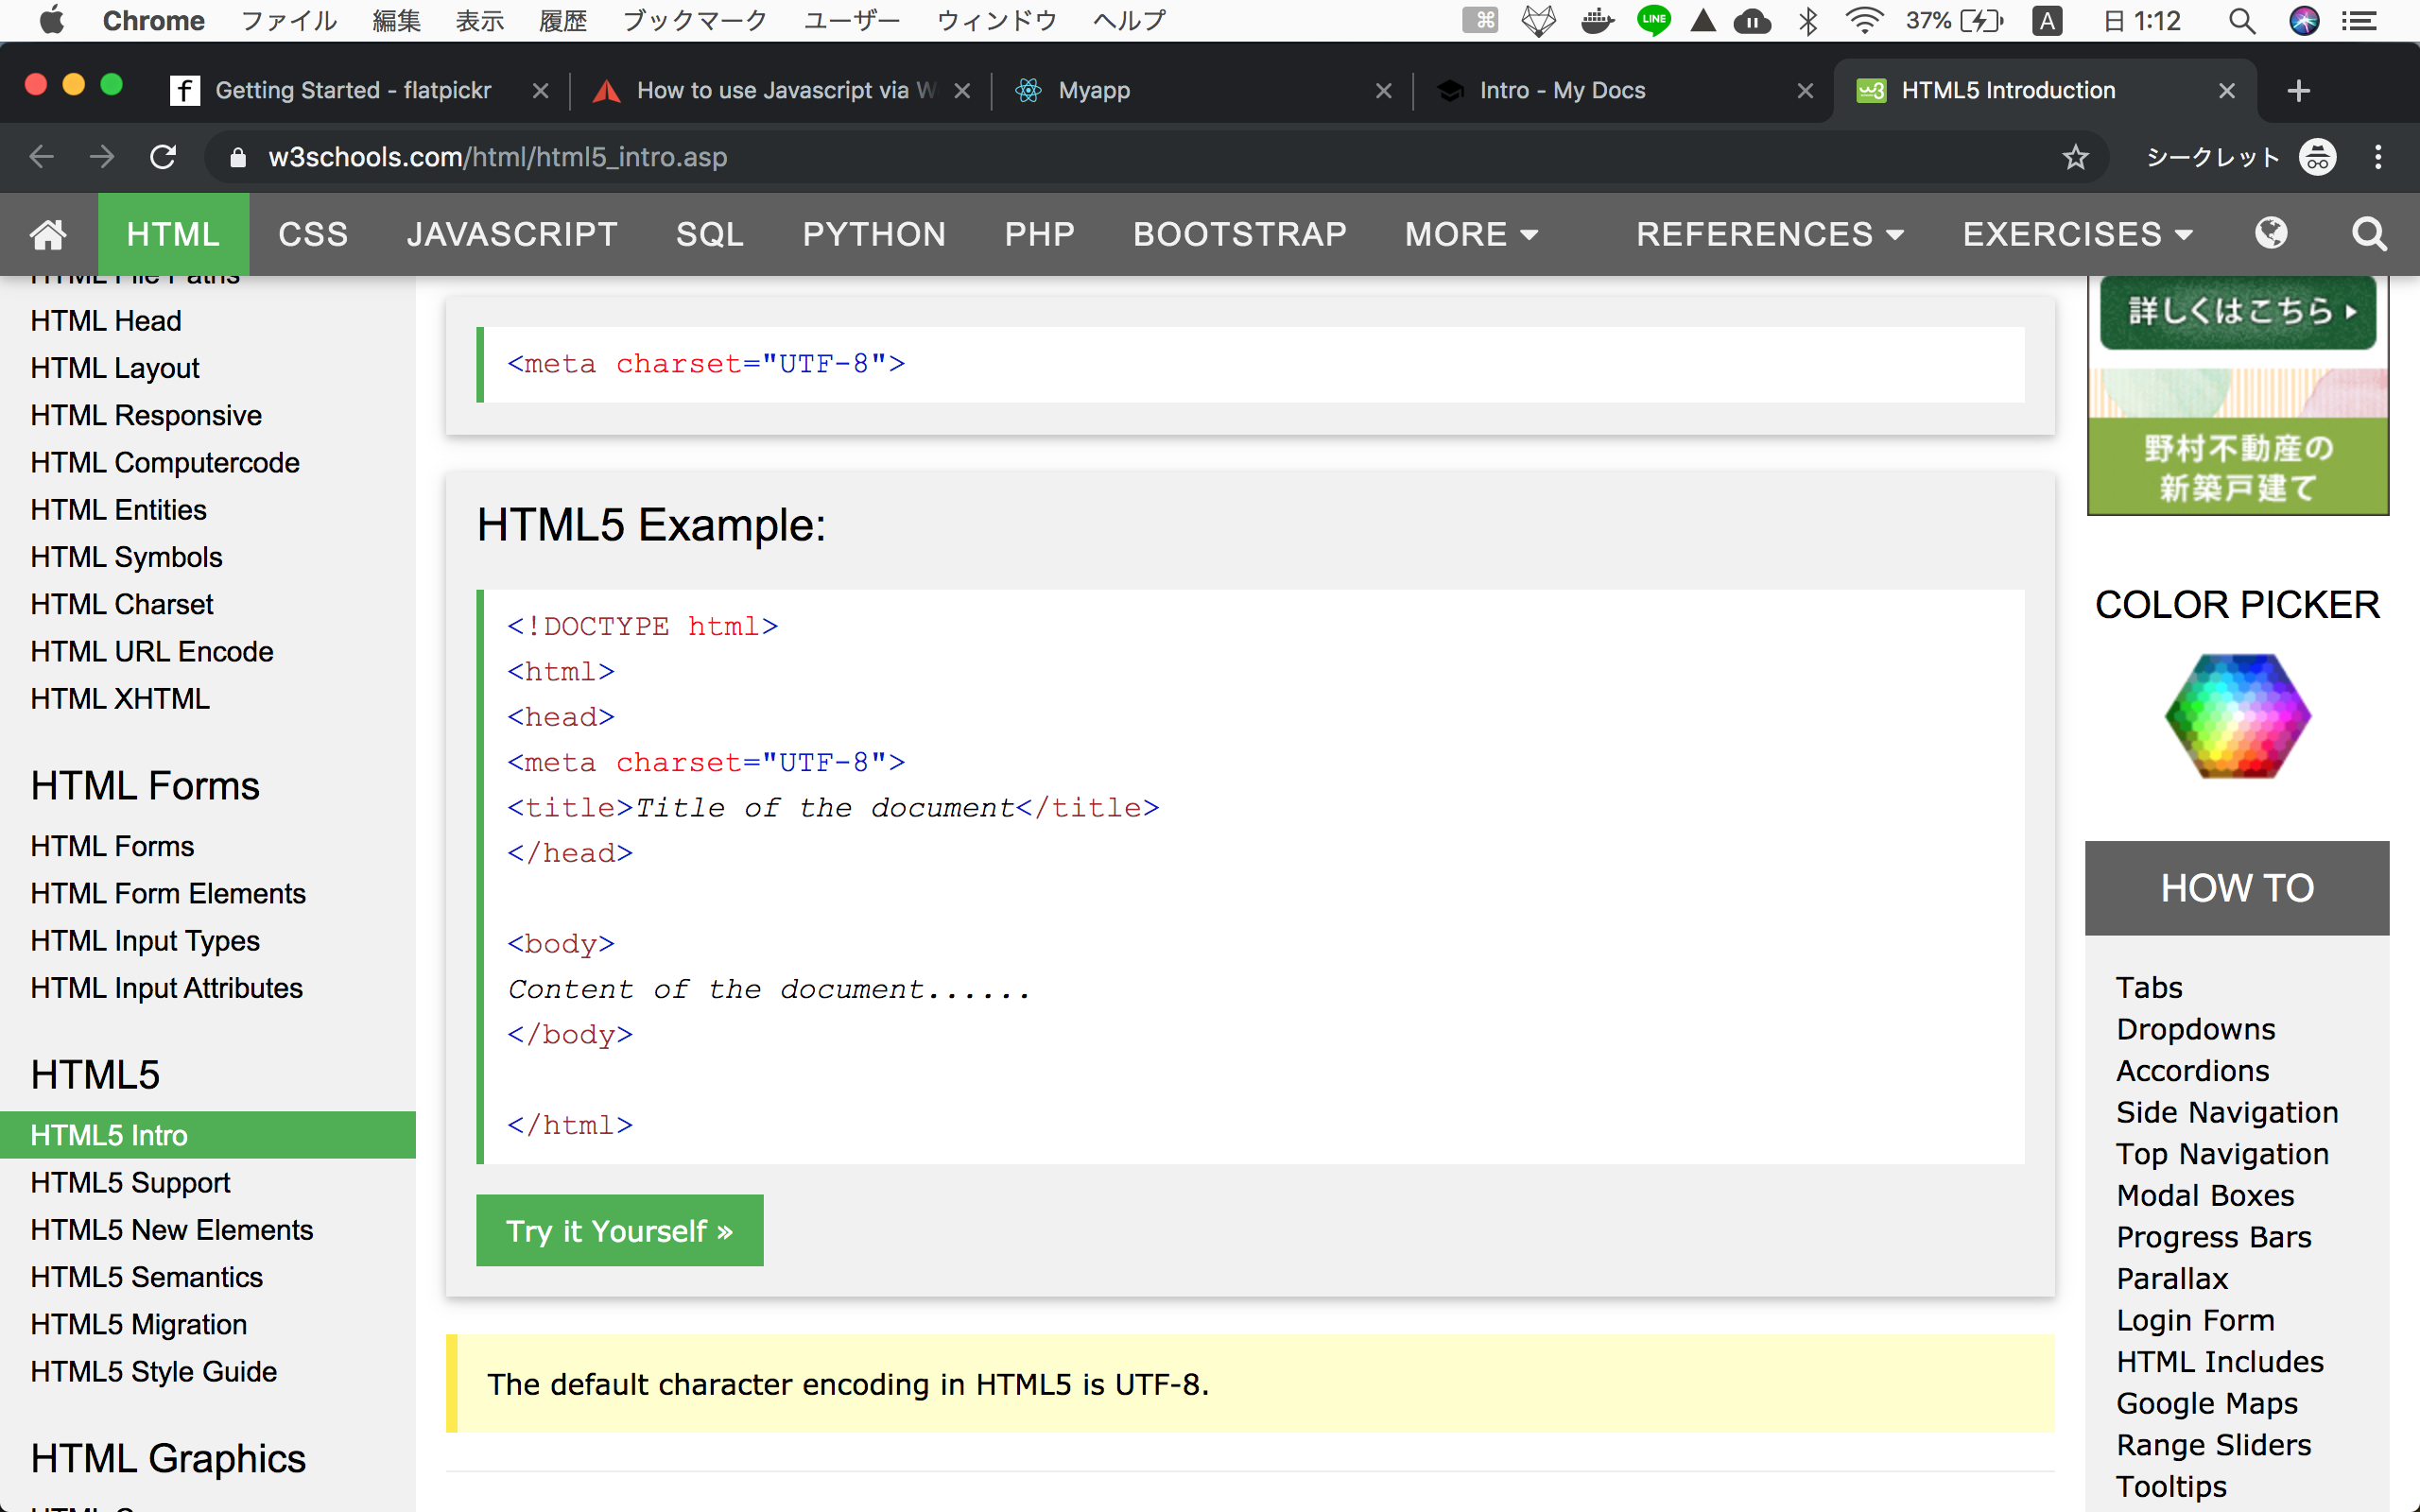 Chrome ファイル 編集 表示 履歴 ブックマーク ユーザー ウィンドウ ヘルプ ⌘ LINE 37% A 日 1:12
Getting Started - flatpickr
How to use Javascript via W
Myapp
Intro - My Docs
HTML5 Introduction
w3schools.com/html/html5_intro.asp
シークレット
HTML CSS JAVASCRIPT SQL PYTHON PHP BOOTSTRAP MORE REFERENCES EXERCISES
HTML File Paths
HTML Head
HTML Layout
HTML Responsive
HTML Computercode
HTML Entities
HTML Symbols
HTML Charset
HTML URL Encode
HTML XHTML
HTML Forms
HTML Forms
HTML Form Elements
HTML Input Types
HTML Input Attributes
HTML5
HTML5 Intro
HTML5 Support
HTML5 New Elements
HTML5 Semantics
HTML5 Migration
HTML5 Style Guide
HTML Graphics
<meta charset="UTF-8">
HTML5 Example:
<!DOCTYPE html>
<html>
<head>
<meta charset="UTF-8">
<title>Title of the document</title>
</head>
<body>
Content of the document......
</body>
</html>
Try it Yourself »
The default character encoding in HTML5 is UTF-8.
詳しくはこちら
野村不動産の
新築戸建て
COLOR PICKER
HOW TO
Tabs
Dropdowns
Accordions
Side Navigation
Top Navigation
Modal Boxes
Progress Bars
Parallax
Login Form
HTML Includes
Google Maps
Range Sliders
Tooltips